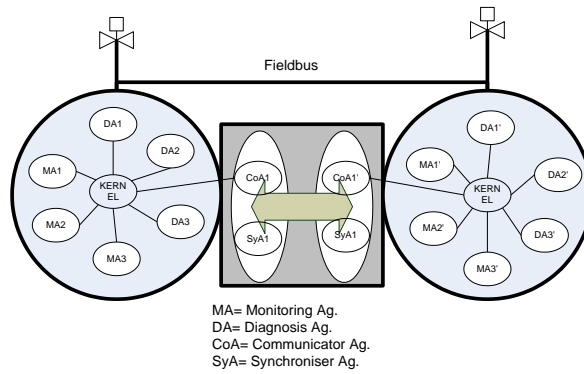 Fieldbus
DA1
DA2
MA1
KERN
EL
MA2
DA3
MA3
CoA1
SyA1
CoA1'
SyA1
DA1'
MA1'
DA2'
KERN
EL
MA2'
DA3'
MA3'
MA= Monitoring Ag.
DA= Diagnosis Ag.
CoA= Communicator Ag.
SyA= Synchroniser Ag.